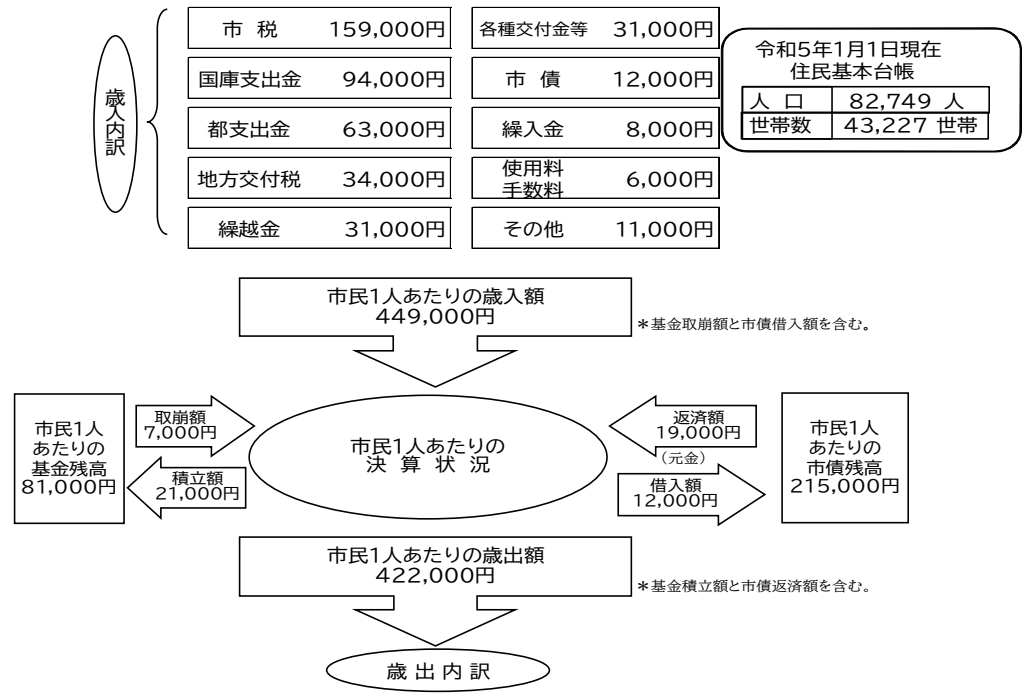 歳入内訳
市 税 159,000円
国庫支出金 94,000円
都支出金 63,000円
地方交付税 34,000円
繰越金 31,000円
各種交付金等 31,000円
市 債 12,000円
繰入金 8,000円
使用料
手数料 6,000円
その他 11,000円
令和5年1月1日現在
住民基本台帳
人 口 82,749 人
世帯数 43,227 世帯
市民1人あたりの歳入額
449,000円
＊基金取崩額と市債借入額を含む。
市民1人
あたりの
基金残高
81,000円
取崩額
7,000円
積立額
21,000円
市民1人あたりの
決 算 状 況
返済額
19,000円
（元金）
借入額
12,000円
市民1人
あたりの
市債残高
215,000円
市民1人あたりの歳出額
422,000円
＊基金積立額と市債返済額を含む。
歳 出 内 訳